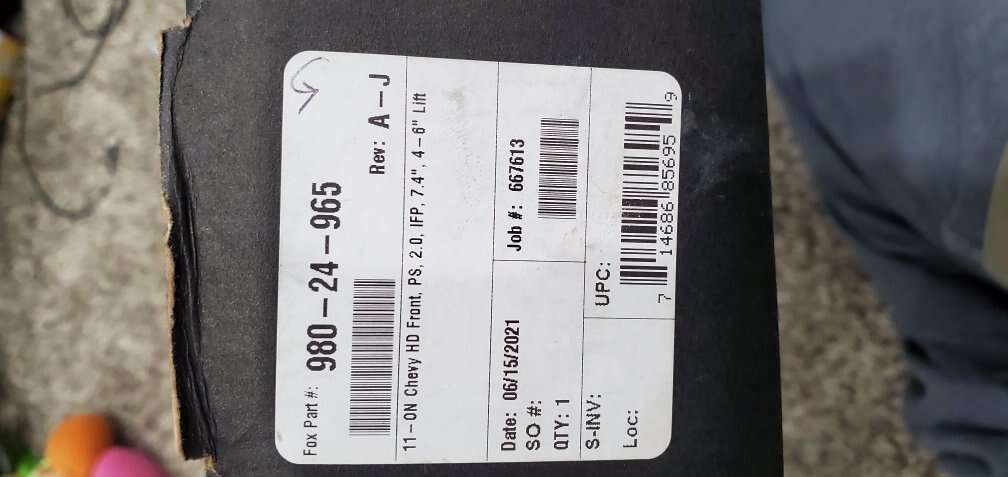 Fox Part #: 980-24-965
Rev: A-J
11-ON Chevy HD Front, PS, 2.0, IFP, 7.4", 4-6" Lift
Date: 06/15/2021
SO #:
QTY: 1
Job #: 667613
S-INV:
Loc:
UPC:
7 14686 85695 9